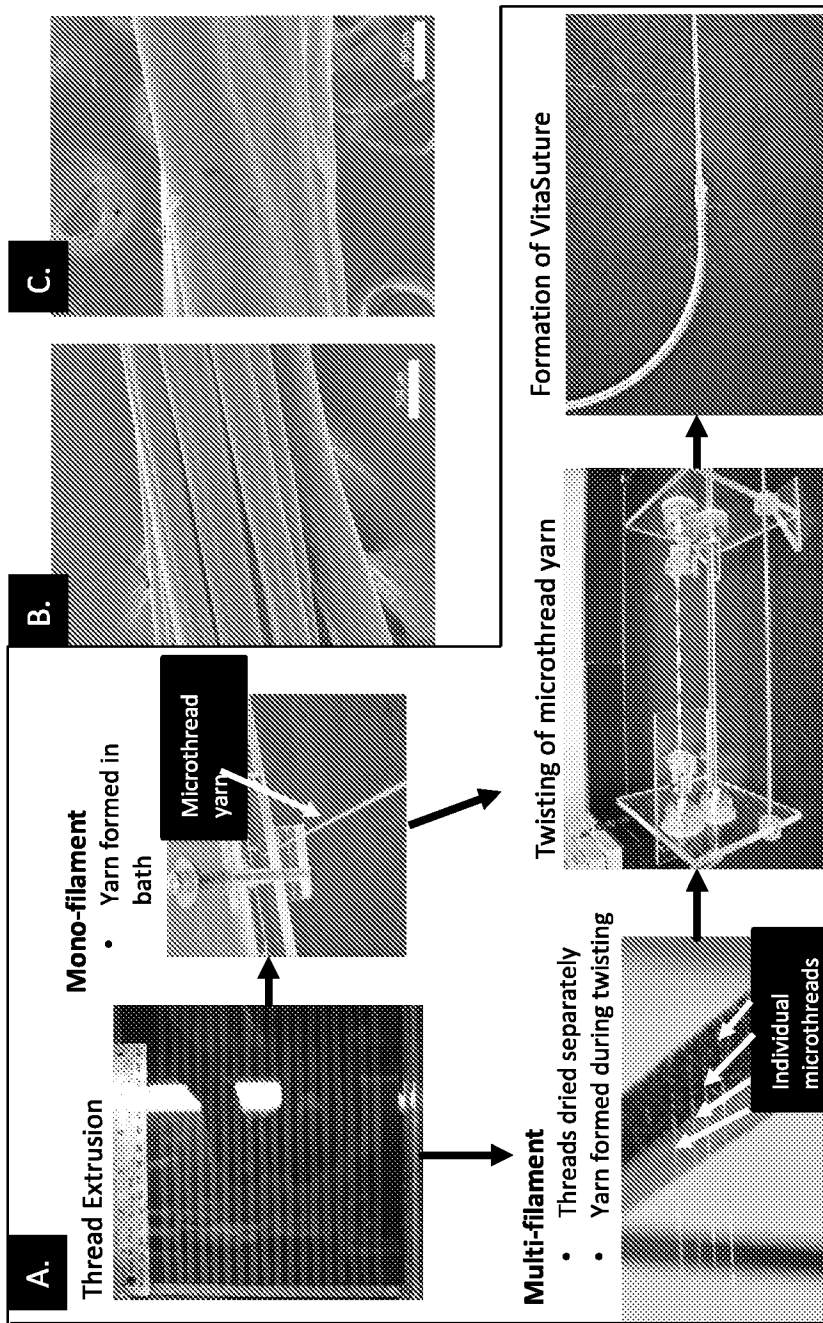 A.
Thread Extrusion
Mono-filament
• Yarn formed in
bath
Microthread
yarn
Multi-filament
• Threads dried separately
• Yarn formed during twisting
Individual
microthreads
Twisting of microthread yarn
Formation of VitaSuture
B.
C.